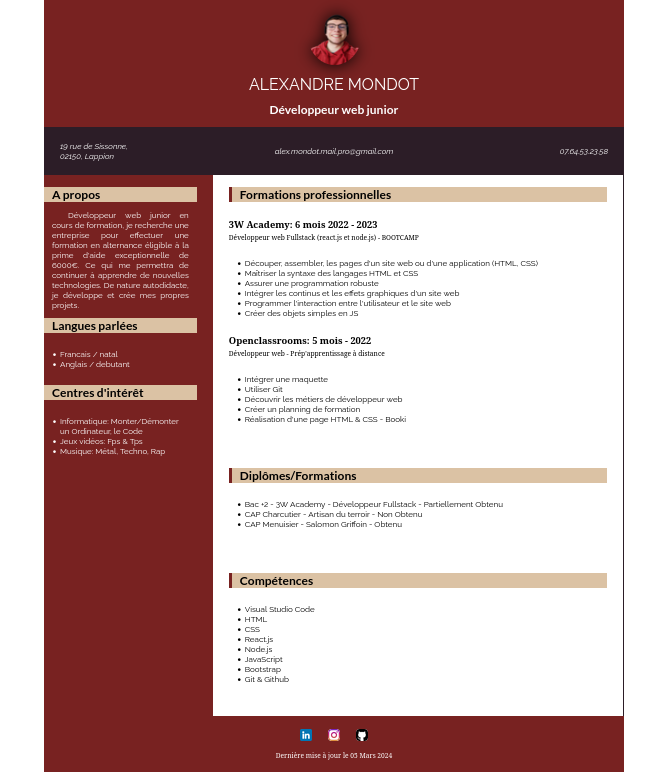 ALEXANDRE MONDOT
Développeur web junior
19 rue de Sissonne,
02150, Lappion
alex.mondot.mail.pro@gmail.com
07.64.53.23.58
A propos
Développeur web junior en
cours de formation, je recherche une
entreprise pour effectuer une
formation en alternance éligible à la
prime d'aide exceptionnelle de
6000€. Ce qui me permettra de
continuer à apprendre de nouvelles
technologies. De nature autodidacte,
je développe et crée mes propres
projets.
Langues parlées
• Francais / natal
• Anglais / debutant
Centres d'intérêt
• Informatique: Monter/Démonter
un Ordinateur, le Code
• Jeux vidéos: Fps & Tps
• Musique: Métal, Techno, Rap
Formations professionnelles
3W Academy: 6 mois 2022 - 2023
Développeur web Fullstack (react.js et node.js) - BOOTCAMP
• Découper, assembler, les pages d'un site web ou d'une application (HTML, CSS)
• Maîtriser la syntaxe des langages HTML et CSS
• Assurer une programmation robuste
• Intégrer les continus et les effets graphiques d'un site web
• Programmer l'interaction entre l'utilisateur et le site web
• Créer des objets simples en JS
Openclassrooms: 5 mois - 2022
Développeur web - Prép'apprentissage à distance
• Intégrer une maquette
• Utiliser Git
• Découvrir les métiers de développeur web
• Créer un planning de formation
• Réalisation d'une page HTML & CSS - Booki
Diplômes/Formations
• Bac +2 - 3W Academy - Développeur Fullstack - Partiellement Obtenu
• CAP Charcutier - Artisan du terroir - Non Obtenu
• CAP Menuisier - Salomon Griffoin - Obtenu
Compétences
• Visual Studio Code
• HTML
• CSS
• React.js
• Node.js
• JavaScript
• Bootstrap
• Git & Github
Dernière mise à jour le 05 Mars 2024